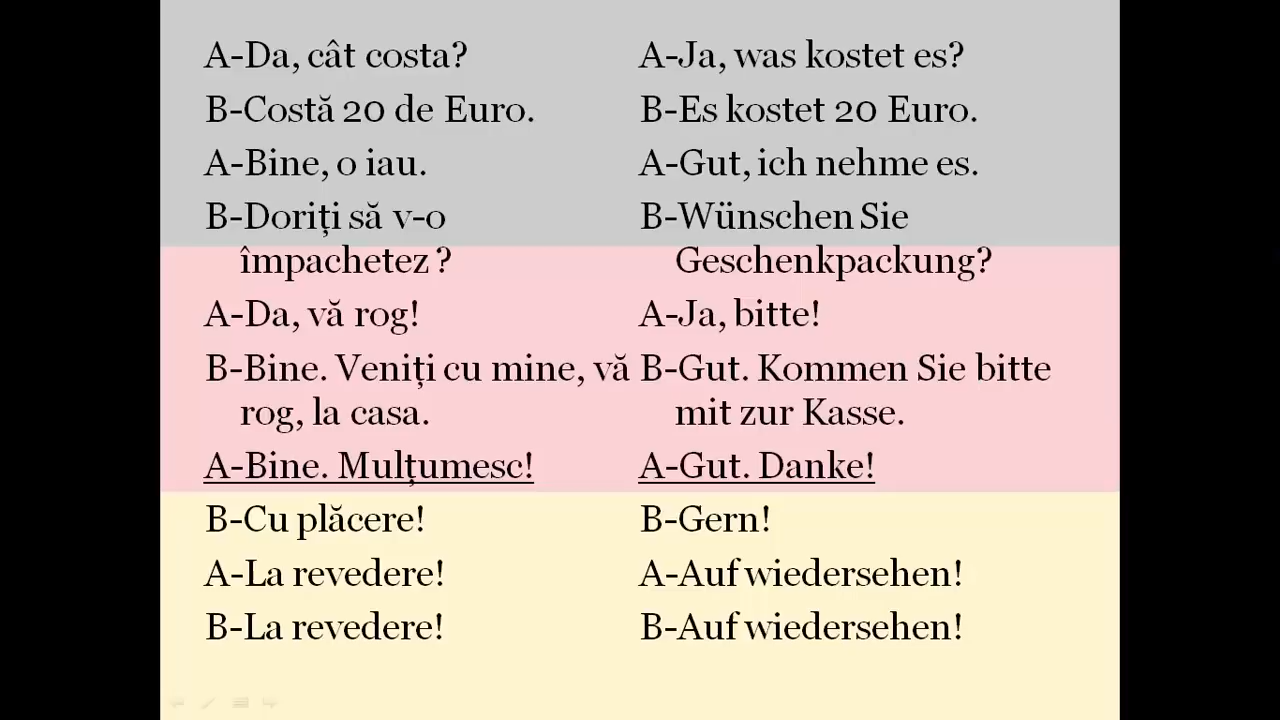 A-Da, cât costa?
B-Costă 20 de Euro.
A-Bine, o iau.
B-Doriți să v-o
împachetez ?
A-Da, vă rog!
B-Bine. Veniți cu mine, vă
rog, la casa.
A-Bine. Mulțumesc!
B-Cu plăcere!
A-La revedere!
B-La revedere!
A-Ja, was kostet es?
B-Es kostet 20 Euro.
A-Gut, ich nehme es.
B-Wünschen Sie
Geschenkpackung?
A-Ja, bitte!
B-Gut. Kommen Sie bitte
mit zur Kasse.
A-Gut. Danke!
B-Gern!
A-Auf wiedersehen!
B-Auf wiedersehen!